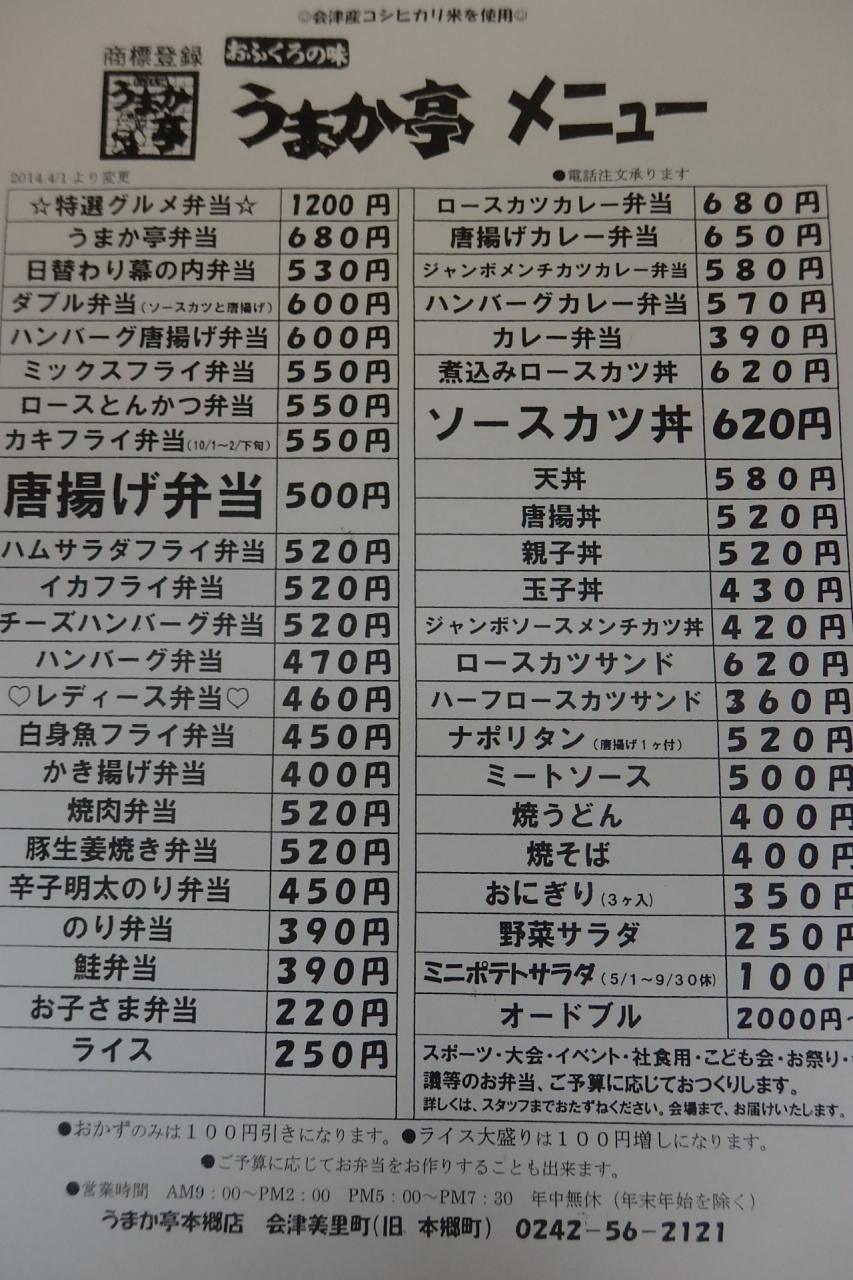 ◎会津産コシヒカリ米を使用◎
商標登録
おふくろの味
うまか亭
うまか亭 メニュー
2014.4/1より変更
●電話注文承ります
☆特選グルメ弁当☆ 1200円
うまか亭弁当 680円
日替わり幕の内弁当 530円
ダブル弁当(ソースカツと唐揚げ) 600円
ハンバーグ唐揚げ弁当 600円
ミックスフライ弁当 550円
ロースとんかつ弁当 550円
カキフライ弁当(10/1〜2/下旬) 550円
唐揚げ弁当 500円
ハムサラダフライ弁当 520円
イカフライ弁当 520円
チーズハンバーグ弁当 520円
ハンバーグ弁当 470円
♡レディース弁当♡ 460円
白身魚フライ弁当 450円
かき揚げ弁当 400円
焼肉弁当 520円
豚生姜焼き弁当 520円
辛子明太のり弁当 450円
のり弁当 390円
鮭弁当 390円
お子さま弁当 220円
ライス 250円
ロースカツカレー弁当 680円
唐揚げカレー弁当 650円
ジャンボメンチカツカレー弁当 580円
ハンバーグカレー弁当 570円
カレー弁当 390円
煮込みロースカツ丼 620円
ソースカツ丼 620円
天丼 580円
唐揚丼 520円
親子丼 520円
玉子丼 430円
ジャンボソースメンチカツ丼 420円
ロースカツサンド 620円
ハーフロースカツサンド 360円
ナポリタン(唐揚げ1ヶ付) 520円
ミートソース 500円
焼うどん 400円
焼そば 400円
おにぎり(3ヶ入) 350円
野菜サラダ 250円
ミニポテトサラダ(5/1〜9/30休) 100円
オードブル 2000円〜
スポーツ・大会・イベント・社食用・こども会・お祭り・
議等のお弁当、ご予算に応じておつくりします。
詳しくは、スタッフまでおたずねください。会場まで、お届けいたします。
●おかずのみは100円引きになります。●ライス大盛りは100円増しになります。
●ご予算に応じてお弁当をお作りすることも出来ます。
●営業時間 AM9:00〜PM2:00 PM5:00〜PM7:30 年中無休(年末年始を除く)
うまか亭本郷店 会津美里町(旧 本郷町) 0242-56-2121